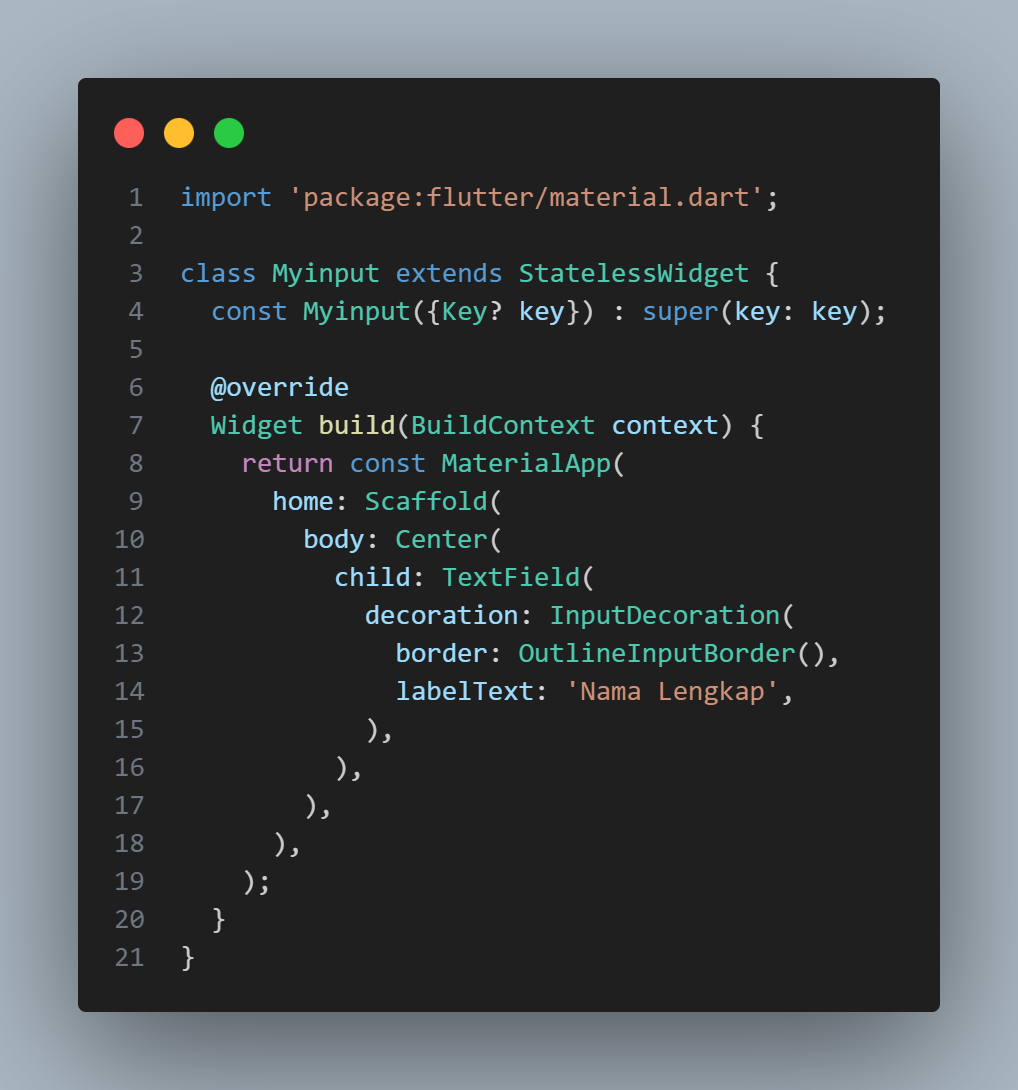 1 import 'package:flutter/material.dart';
2
3 class Myinput extends StatelessWidget {
4   const Myinput({Key? key}) : super(key: key);
5
6   @override
7   Widget build(BuildContext context) {
8     return const MaterialApp(
9       home: Scaffold(
10         body: Center(
11           child: TextField(
12             decoration: InputDecoration(
13               border: OutlineInputBorder(),
14               labelText: 'Nama Lengkap',
15             ),
16           ),
17         ),
18       ),
19     );
20   }
21 }